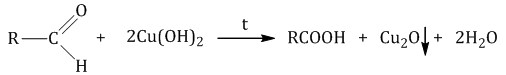 O
t
R—C + 2Cu(OH)₂ → RCOOH + Cu₂O↓ + 2H₂O
H